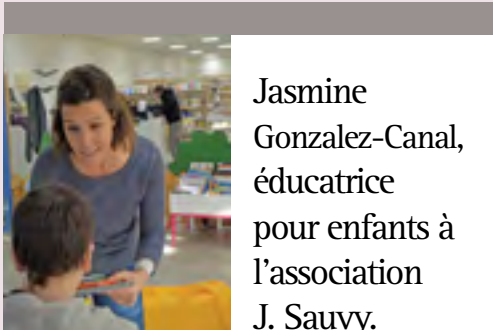 Jasmine
Gonzalez-Canal,
éducatrice
pour enfants à
l’association
J. Sauvy.